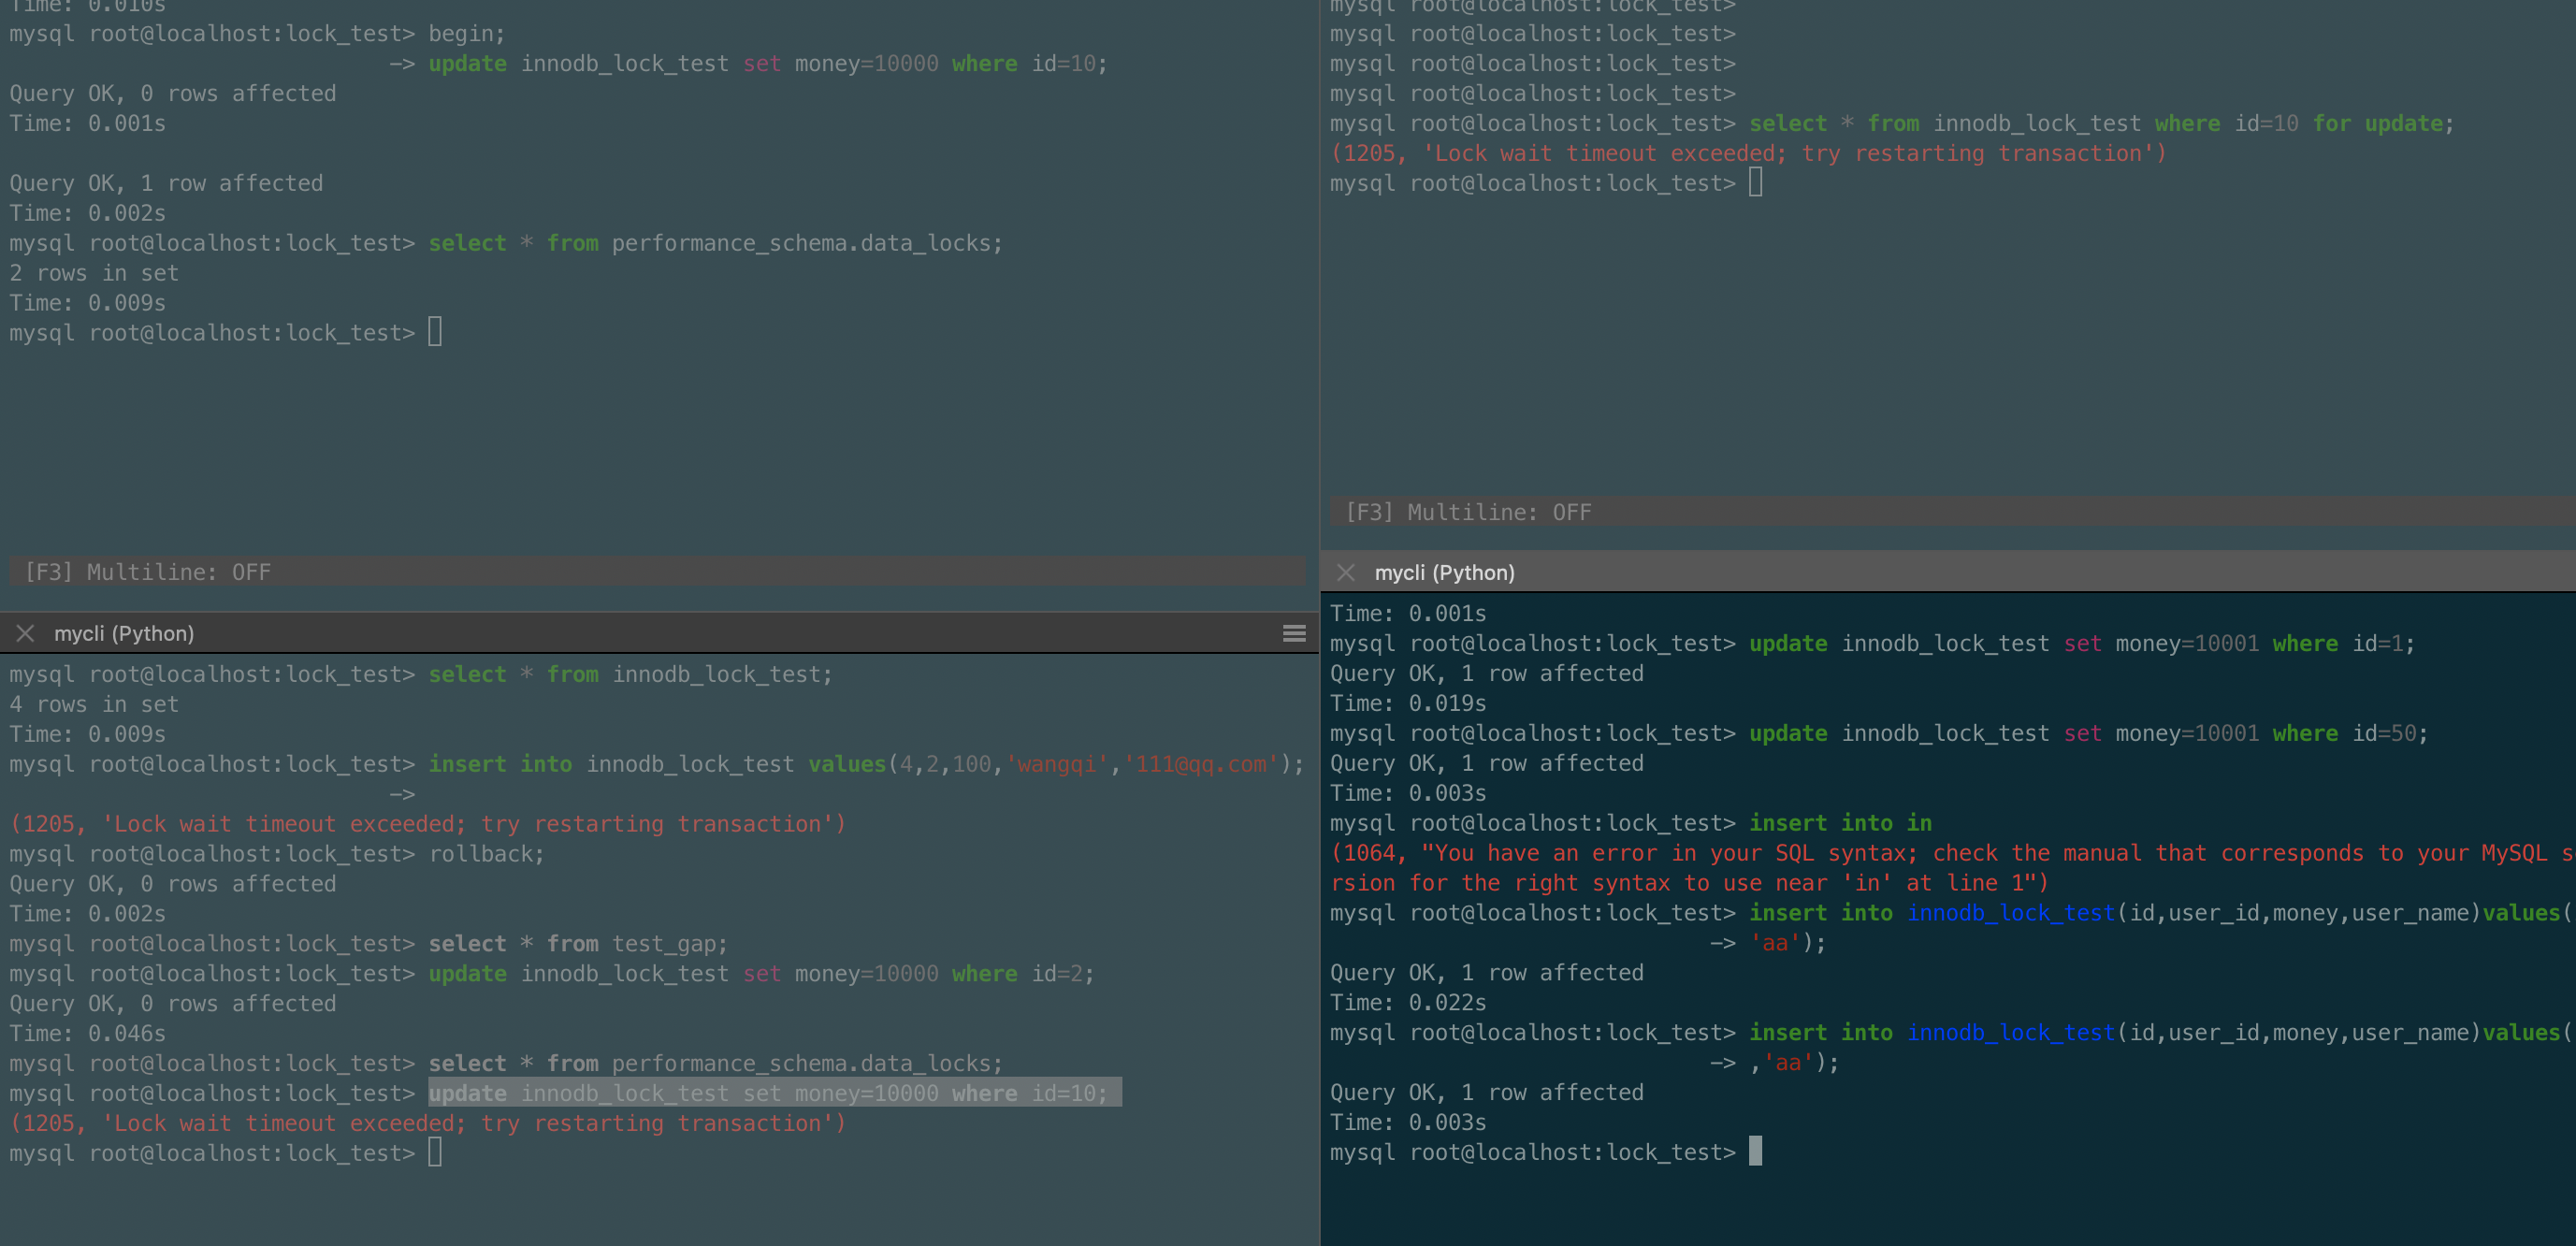 Time: 0.010s
mysql root@localhost:lock_test> begin;
-> update innodb_lock_test set money=10000 where id=10;
Query OK, 0 rows affected
Time: 0.001s
Query OK, 1 row affected
Time: 0.002s
mysql root@localhost:lock_test> select * from performance_schema.data_locks;
2 rows in set
Time: 0.009s
mysql root@localhost:lock_test>
[F3] Multiline: OFF
mycli (Python)
mysql root@localhost:lock_test> select * from innodb_lock_test;
4 rows in set
Time: 0.009s
mysql root@localhost:lock_test> insert into innodb_lock_test values(4,2,100,'wangqi','111@qq.com');
->
(1205, 'Lock wait timeout exceeded; try restarting transaction')
mysql root@localhost:lock_test> rollback;
Query OK, 0 rows affected
Time: 0.002s
mysql root@localhost:lock_test> select * from test_gap;
mysql root@localhost:lock_test> update innodb_lock_test set money=10000 where id=2;
Query OK, 0 rows affected
Time: 0.046s
mysql root@localhost:lock_test> select * from performance_schema.data_locks;
mysql root@localhost:lock_test> update innodb_lock_test set money=10000 where id=10;
(1205, 'Lock wait timeout exceeded; try restarting transaction')
mysql root@localhost:lock_test>
mysql root@localhost:lock_test>
mysql root@localhost:lock_test>
mysql root@localhost:lock_test>
mysql root@localhost:lock_test>
mysql root@localhost:lock_test> select * from innodb_lock_test where id=10 for update;
(1205, 'Lock wait timeout exceeded; try restarting transaction')
mysql root@localhost:lock_test>
[F3] Multiline: OFF
mycli (Python)
Time: 0.001s
mysql root@localhost:lock_test> update innodb_lock_test set money=10001 where id=1;
Query OK, 1 row affected
Time: 0.019s
mysql root@localhost:lock_test> update innodb_lock_test set money=10001 where id=50;
Query OK, 1 row affected
Time: 0.003s
mysql root@localhost:lock_test> insert into in
(1064, "You have an error in your SQL syntax; check the manual that corresponds to your MySQL s
rsion for the right syntax to use near 'in' at line 1")
mysql root@localhost:lock_test> insert into innodb_lock_test(id,user_id,money,user_name)values(
-> 'aa');
Query OK, 1 row affected
Time: 0.022s
mysql root@localhost:lock_test> insert into innodb_lock_test(id,user_id,money,user_name)values(
-> ,'aa');
Query OK, 1 row affected
Time: 0.003s
mysql root@localhost:lock_test>